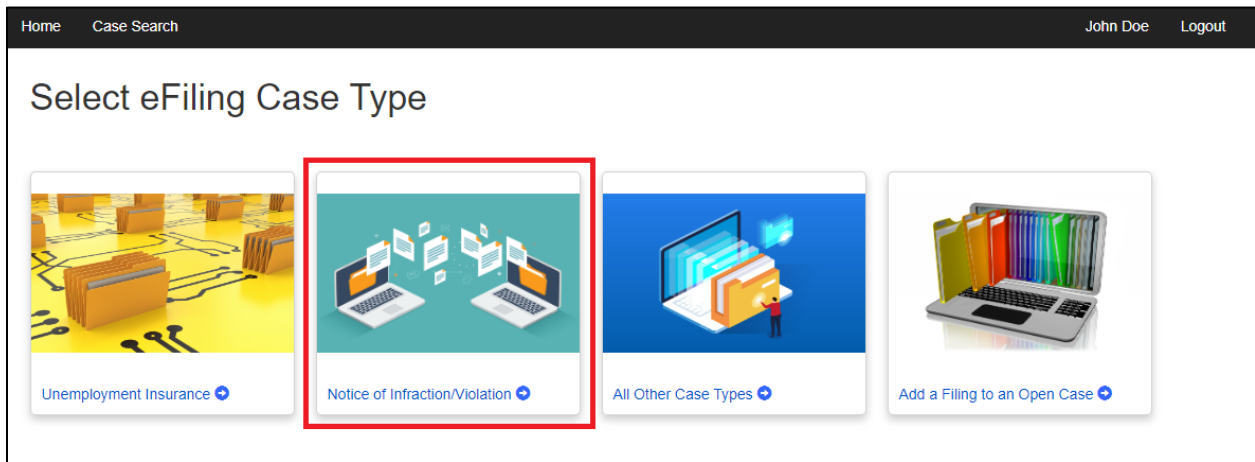 Home Case Search John Doe Logout
Select eFiling Case Type
Unemployment Insurance
Notice of Infraction/Violation
All Other Case Types
Add a Filing to an Open Case